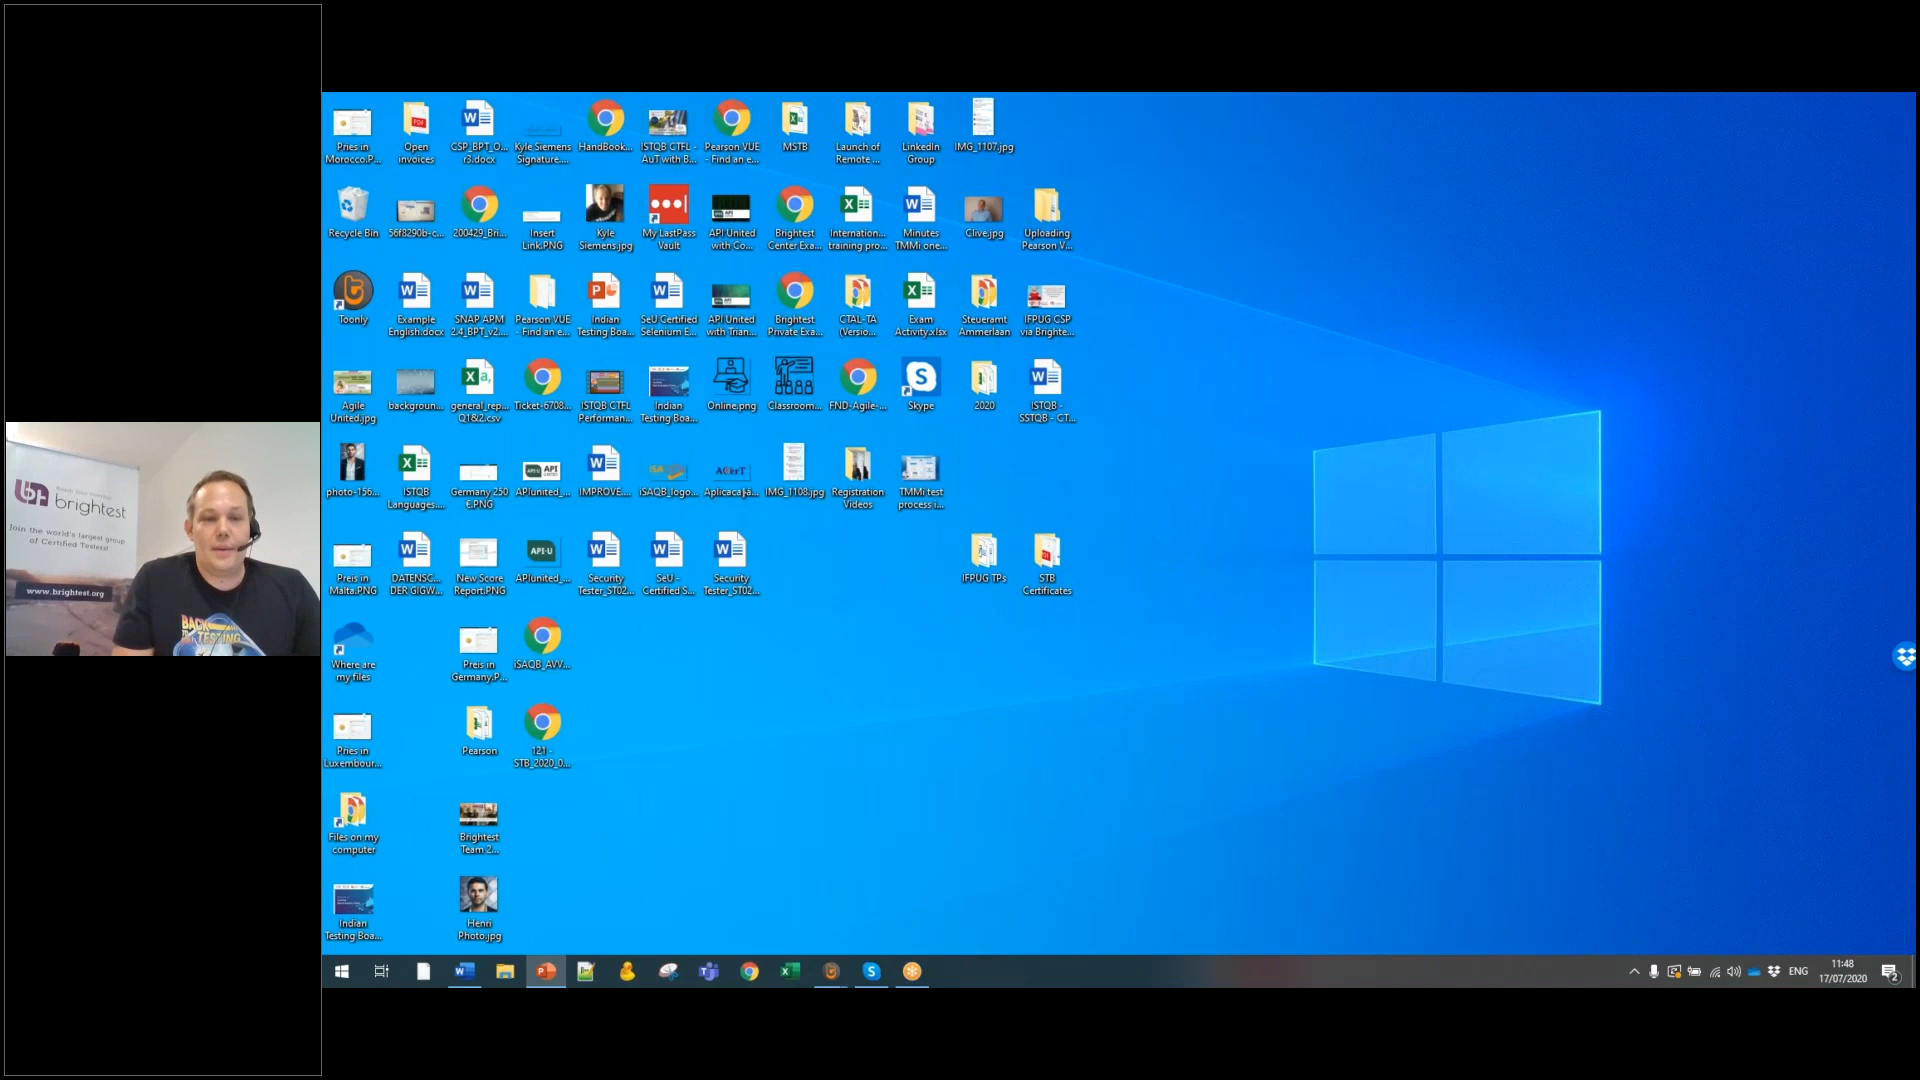 brightest
Join the world's largest group
of Certified Testers!
www.brightest.org
BACK
TO
TESTING
Pries in
Morocco.P...
Open
invoices
CSP_BPT_O...
r3.docx
Kyle Siemens
Signature....
HandBook...
ISTQB CTFL -
AuT with B...
Pearson VUE
- Find an e...
MSTB
Launch of
Remote ...
LinkedIn
Group
IMG_1107.jpg
Recycle Bin
56f8290b-c...
200429_Bri...
Insert
Link.PNG
Kyle
Siemens.jpg
My LastPass
Vault
API United
with Co...
Brightest
Center Exa...
Internation...
training pro...
Minutes
TMMi one...
Clive.jpg
Uploading
Pearson V...
Toonly
Example
English.docx
SNAP APM
2.4_BPT_v2....
Pearson VUE
- Find an e...
Indian
Testing Boa...
SeU Certified
Selenium E...
API United
with Trian...
Brightest
Private Exa...
CTAL-TA
(Versio...
Exam
Activity.xlsx
Steueramt
Ammerlaan
IFPUG CSP
via Brighte...
Agile
United.jpg
backgroun...
general_rep...
Q1&2.csv
Ticket-6708...
ISTQB CTFL
Performan...
Indian
Testing Boa...
Online.png
Classroom...
FND-Agile-...
Skype
2020
ISTQB -
SSTQB - CT...
photo-156...
ISTQB
Languages....
Germany 250
€.PNG
APIunited_...
IMPROVE....
iSAQB_logo...
Aplicacaþa...
IMG_1108.jpg
Registration
Videos
TMMi test
process i...
Preis in
Malta.PNG
DATENSC...
DER GIGW...
New Score
Report.PNG
API-U
APIunited_...
Security
Tester_ST02...
SeU -
Certified S...
Security
Tester_ST02...
IFPUG TPs
STB
Certificates
Where are
my files
Preis in
Germany.P...
iSAQB_AVV...
Pries in
Luxembour...
Pearson
121 -
STB_2020_0...
Files on my
computer
Brightest
Team 2...
Indian
Testing Boa...
Henri
Photo.jpg
ENG
11:48
17/07/2020
2